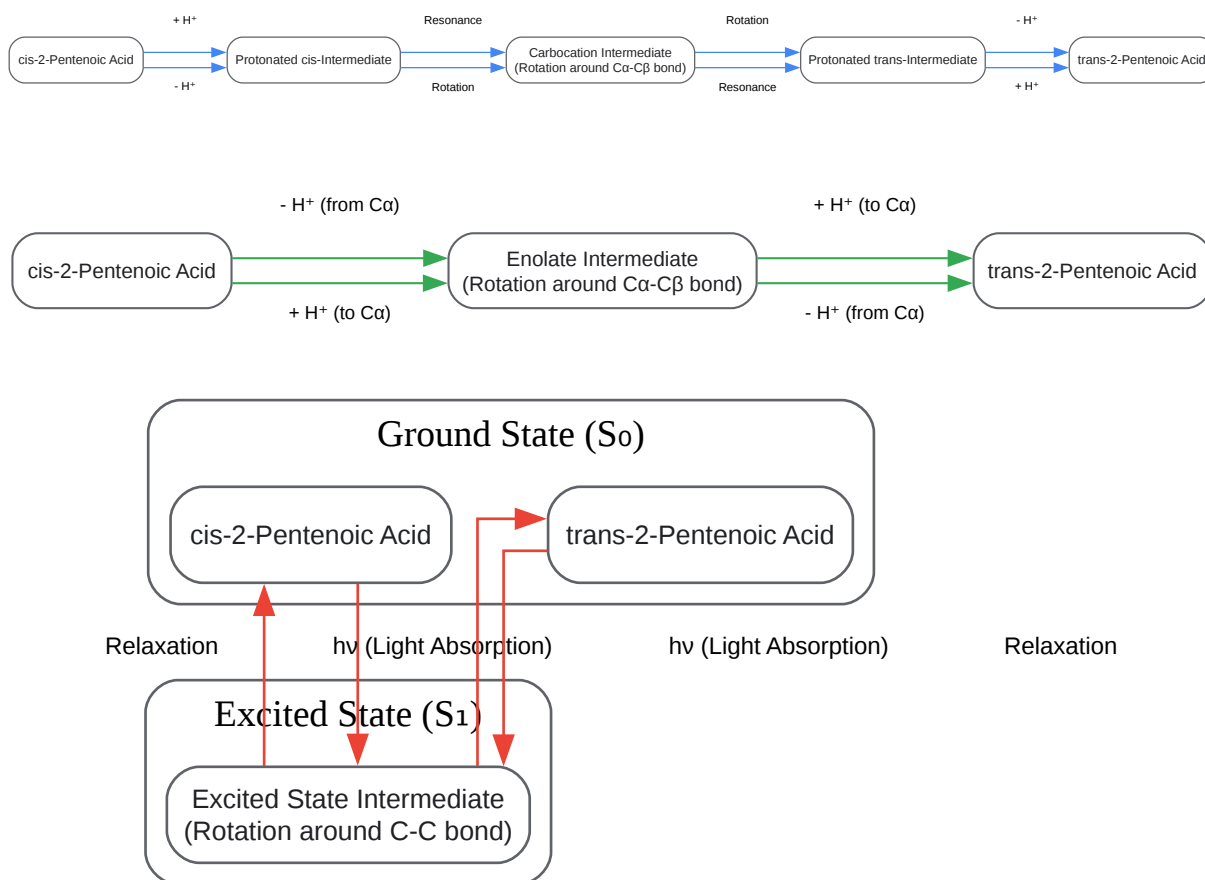 + H⁺
Resonance
Rotation
- H⁺
cis-2-Pentenoic Acid
Protonated cis-Intermediate
Carbocation Intermediate
(Rotation around Cα-Cβ bond)
Protonated trans-Intermediate
trans-2-Pentenoic Acid
- H⁺
Rotation
Resonance
+ H⁺
- H⁺ (from Cα)
+ H⁺ (to Cα)
cis-2-Pentenoic Acid
Enolate Intermediate
(Rotation around Cα-Cβ bond)
trans-2-Pentenoic Acid
+ H⁺ (to Cα)
- H⁺ (from Cα)
Ground State (S₀)
cis-2-Pentenoic Acid
trans-2-Pentenoic Acid
Relaxation
hν (Light Absorption)
hν (Light Absorption)
Relaxation
Excited State (S₁)
Excited State Intermediate
(Rotation around C-C bond)